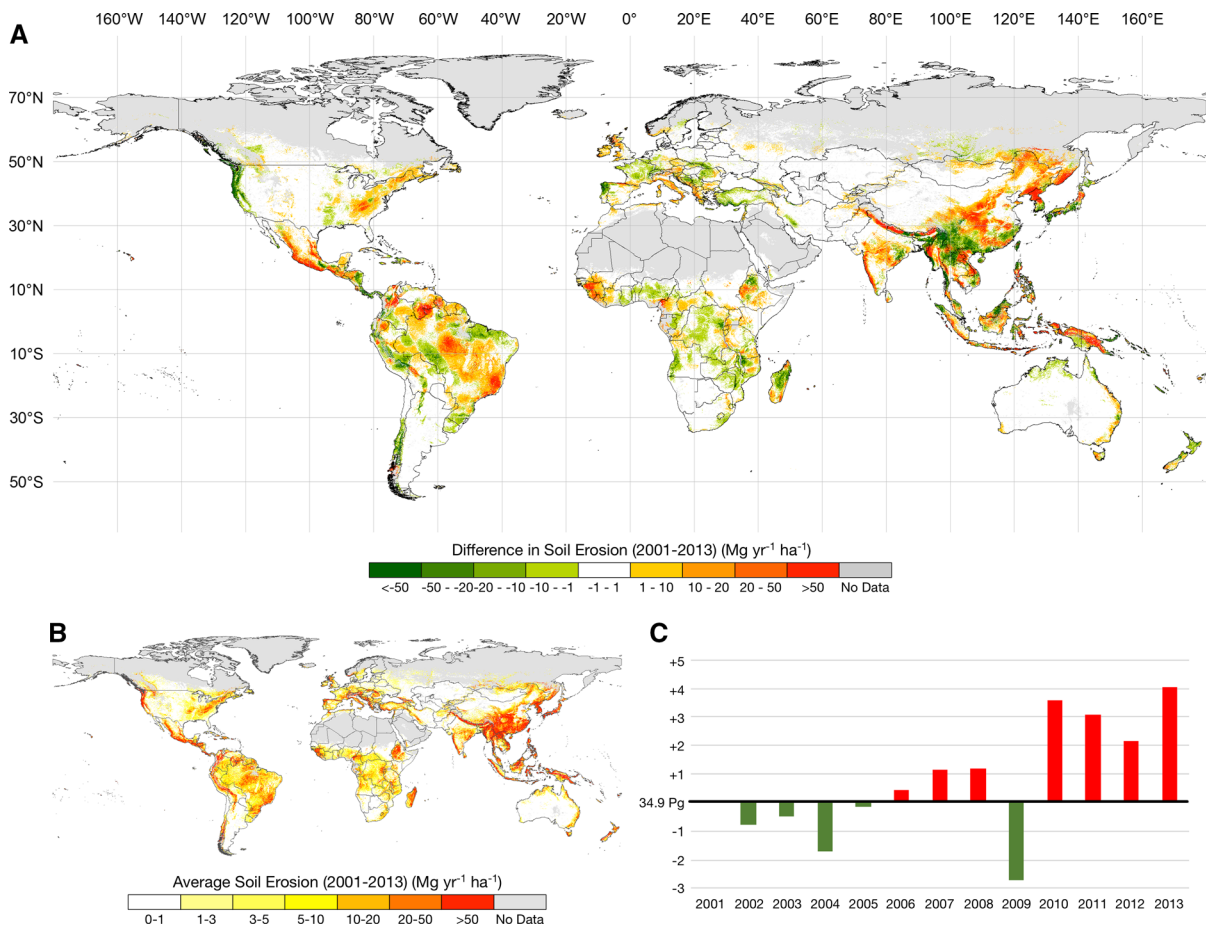 160°W 140°W 120°W 100°W 80°W 60°W 40°W 20°W 0° 20°E 40°E 60°E 80°E 100°E 120°E 140°E 160°E
A
70°N
50°N
30°N
10°N
10°S
30°S
50°S
Difference in Soil Erosion (2001-2013) (Mg yr⁻¹ ha⁻¹)
<-50 -50 - -20 -20 - -10 -10 - -1 -1 - 1 1 - 10 10 - 20 20 - 50 >50 No Data
B
Average Soil Erosion (2001-2013) (Mg yr⁻¹ ha⁻¹)
0-1 1-3 3-5 5-10 10-20 20-50 >50 No Data
C
+5
+4
+3
+2
+1
34.9 Pg
-1
-2
-3
2001 2002 2003 2004 2005 2006 2007 2008 2009 2010 2011 2012 2013